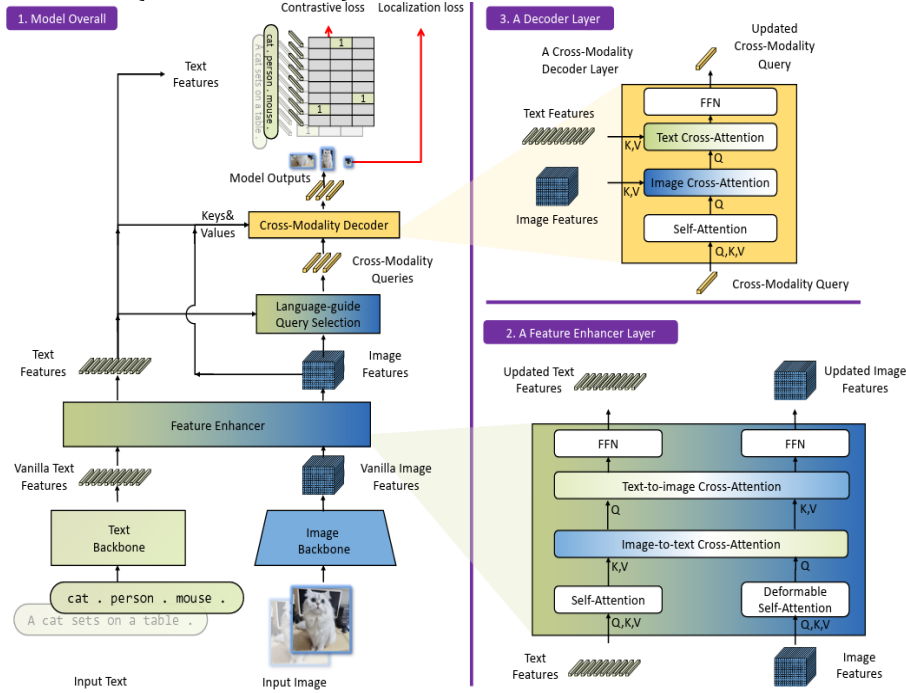 1. Model Overall
Contrastive loss
Localization loss
Text
Features
cat . person . mouse .
A cat sets on a table .
1
1
1
1
Model Outputs
Keys&
Values
Cross-Modality Decoder
Cross-Modality
Queries
Language-guide
Query Selection
Text
Features
Image
Features
Feature Enhancer
Vanilla Text
Features
Vanilla Image
Features
Text
Backbone
Image
Backbone
cat . person . mouse .
A cat sets on a table .
Input Text
Input Image
3. A Decoder Layer
A Cross-Modality
Decoder Layer
Updated
Cross-Modality
Query
FFN
Text Features
Text Cross-Attention
K,V
Q
Image Cross-Attention
K,V
Q
Image Features
Self-Attention
Q,K,V
Cross-Modality Query
2. A Feature Enhancer Layer
Updated Text
Features
Updated Image
Features
FFN
FFN
Text-to-image Cross-Attention
Q
K,V
Image-to-text Cross-Attention
K,V
Q
Self-Attention
Deformable
Self-Attention
Q,K,V
Q,K,V
Text
Features
Image
Features